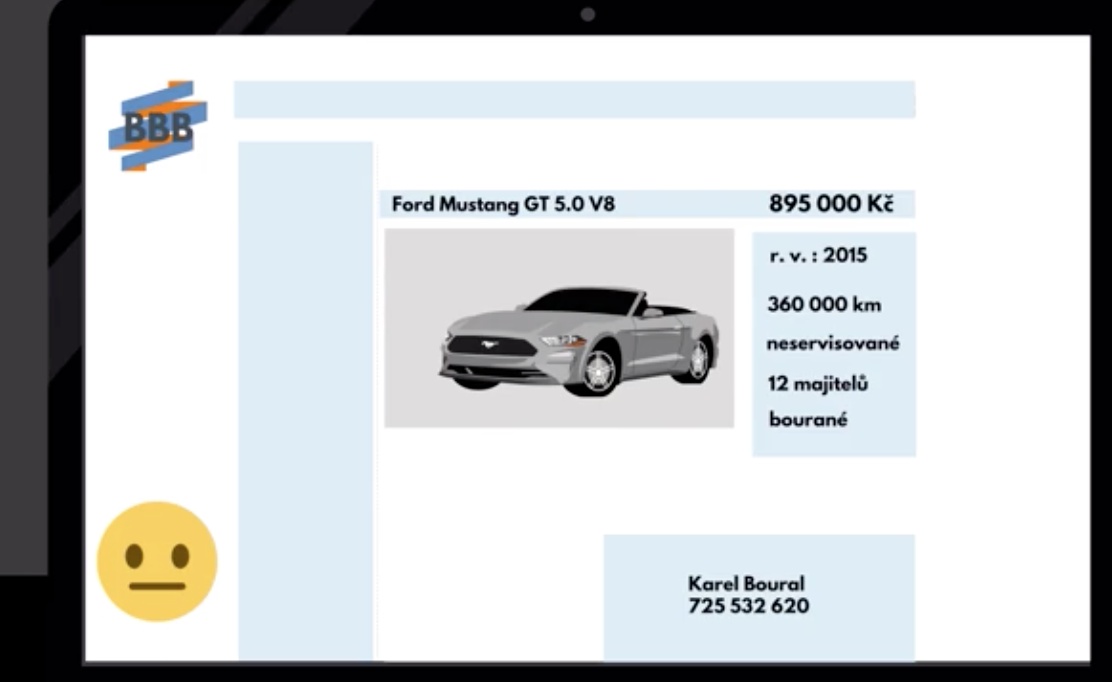 BBB
Ford Mustang GT 5.0 V8
895 000 Kč
r. v. : 2015
360 000 km
neservisované
12 majitelů
bourané
Karel Boural
725 532 620